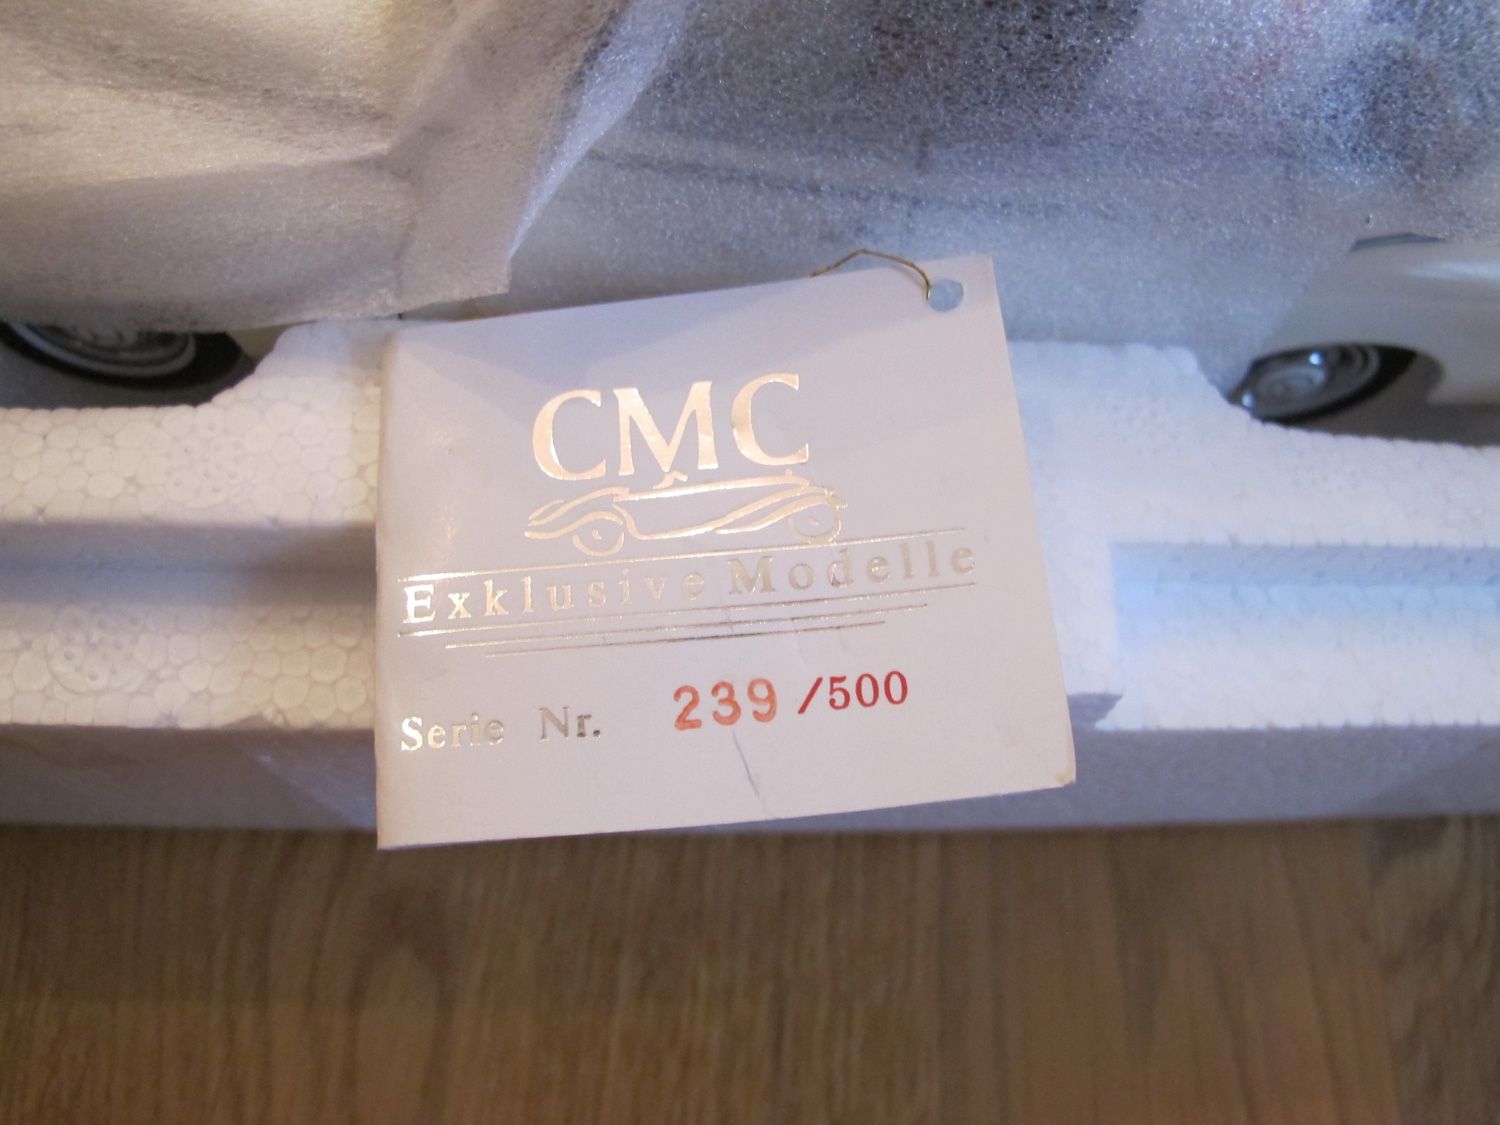 CMC
Exklusive Modelle
Serie Nr. 239 /500